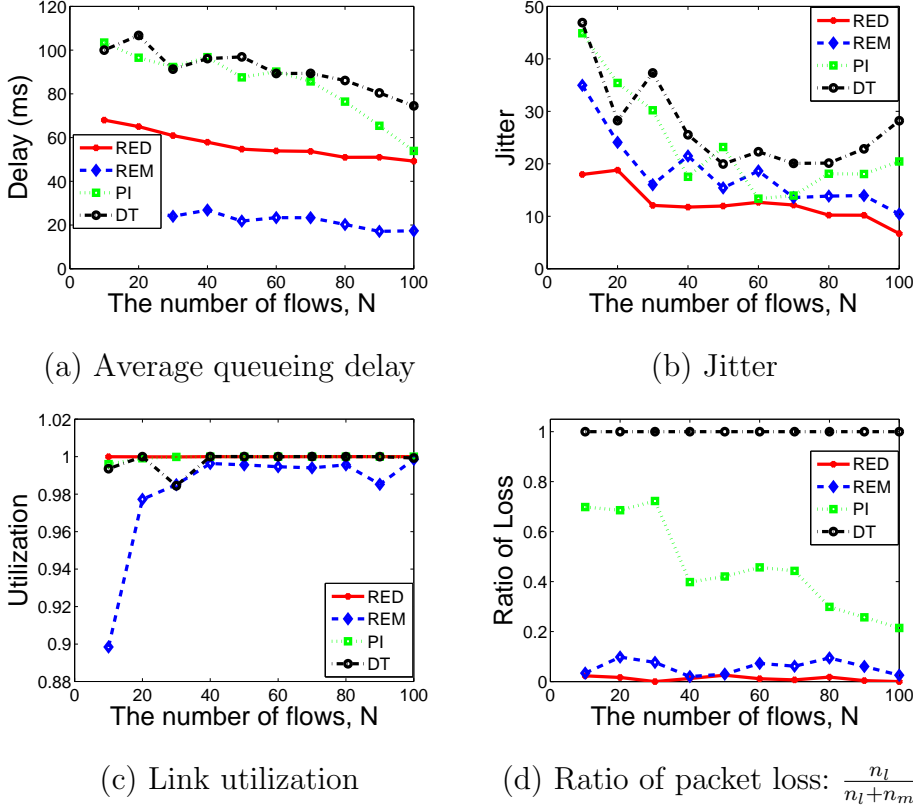 120
100
80
60
40
20
0
Delay (ms)
RED
REM
PI
DT
0 20 40 60 80 100
The number of flows, N
(a) Average queueing delay
50
40
30
20
10
0
Jitter
RED
REM
PI
DT
0 20 40 60 80 100
The number of flows, N
(b) Jitter
1.02
1
0.98
0.96
0.94
0.92
0.9
0.88
Utilization
RED
REM
PI
DT
0 20 40 60 80 100
The number of flows, N
(c) Link utilization
1
0.8
0.6
0.4
0.2
0
Ratio of Loss
RED
REM
PI
DT
0 20 40 60 80 100
The number of flows, N
(d) Ratio of packet loss: $\frac{n_l}{n_l+n_m}$